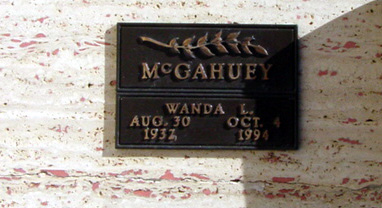 McGAHUEY
WANDA L.
AUG. 30 OCT. 4
1932 1994